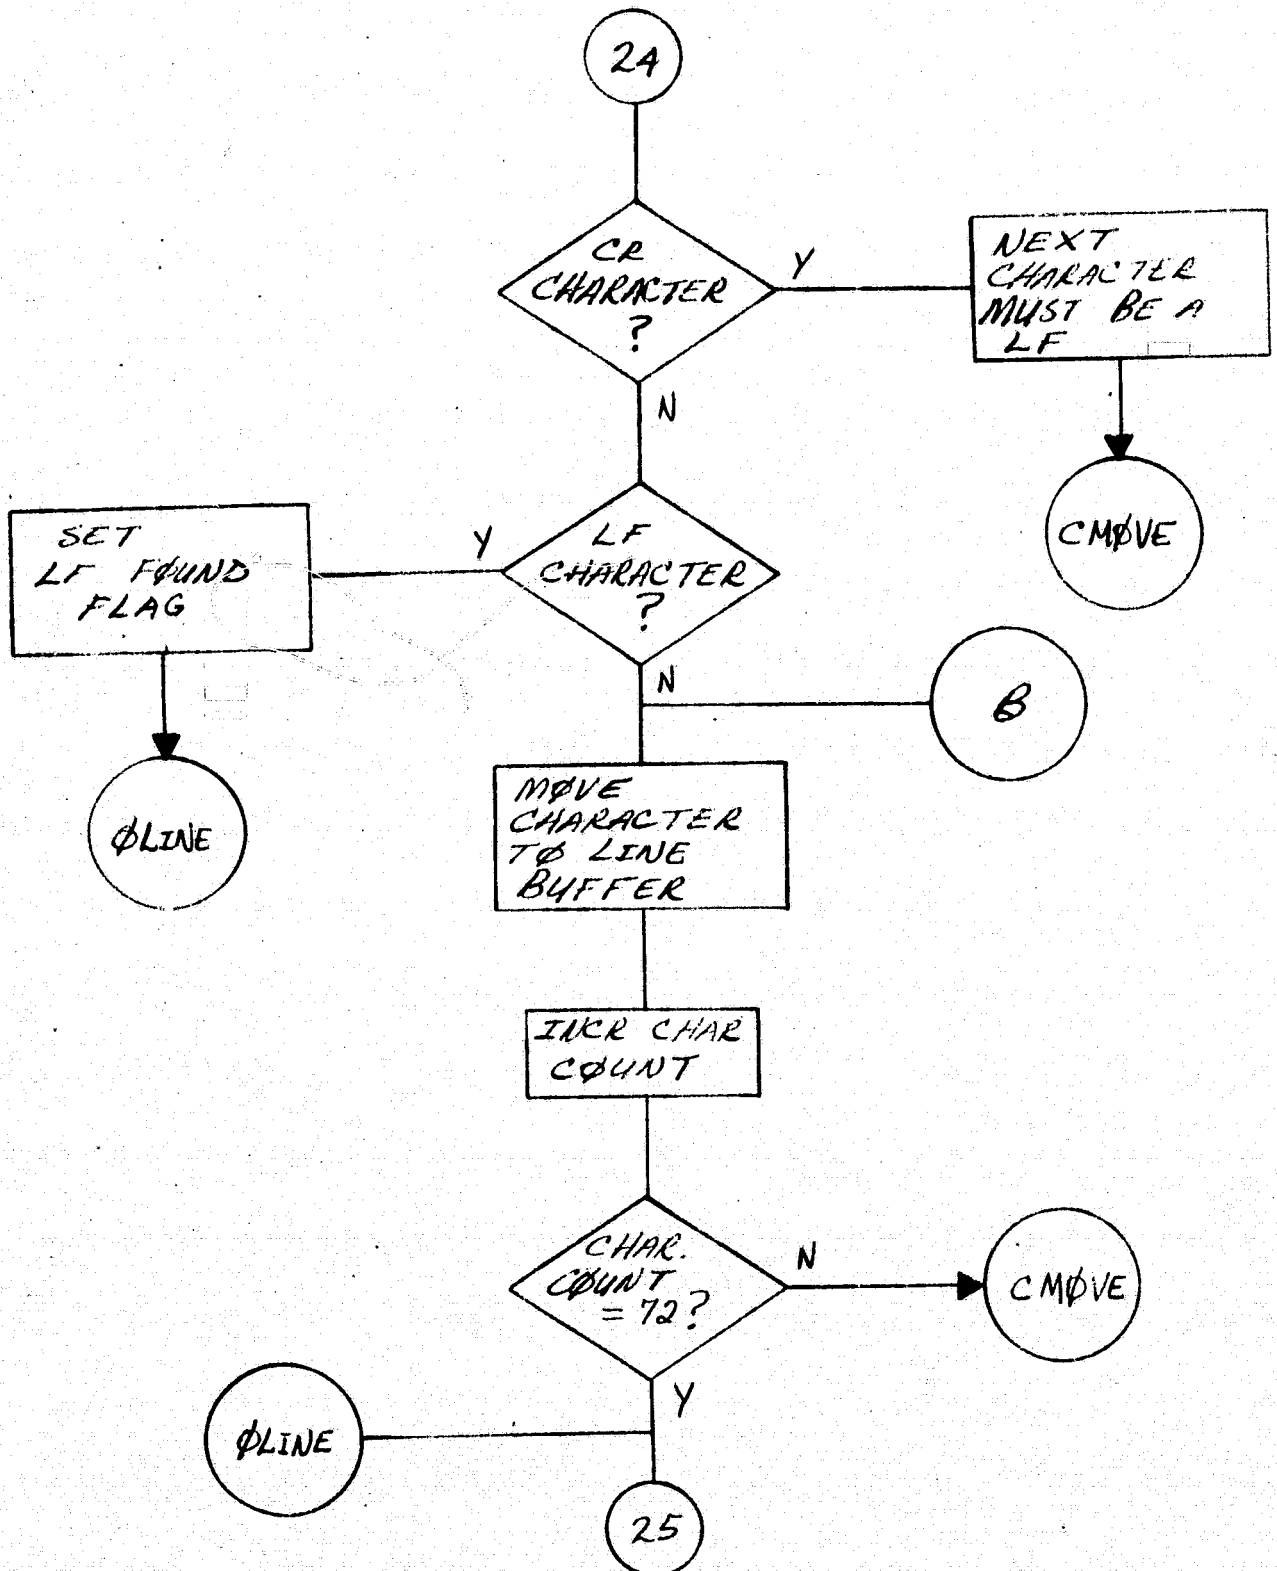 24
CR
CHARACTER
?
Y
NEXT
CHARACTER
MUST BE A
LF
N
CMØVE
SET
LF FØUND
FLAG
Y
LF
CHARACTER
?
N
B
ØLINE
MØVE
CHARACTER
TØ LINE
BUFFER
INCR CHAR
CØUNT
CHAR.
CØUNT
= 72?
N
CMØVE
Y
ØLINE
25